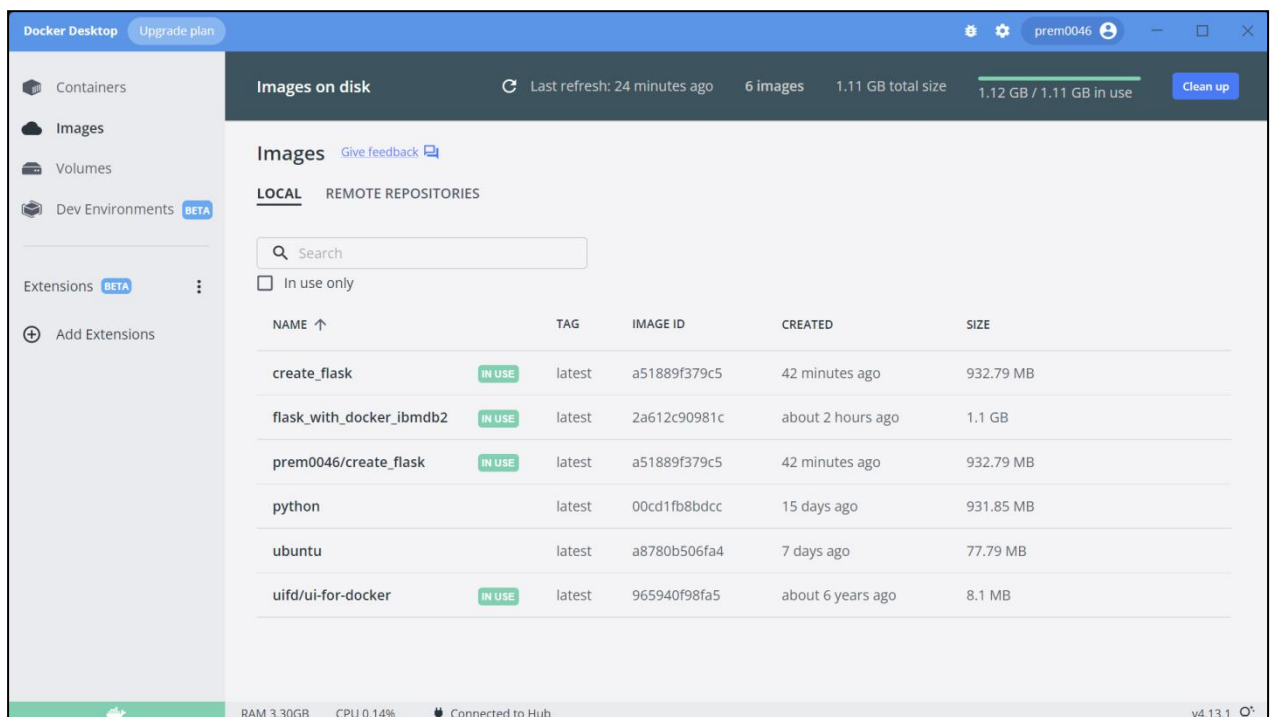 Docker Desktop Upgrade plan prem0046
Containers
Images
Volumes
Dev Environments BETA
Extensions BETA
Add Extensions
Images on disk Last refresh: 24 minutes ago 6 images 1.11 GB total size 1.12 GB / 1.11 GB in use Clean up
Images Give feedback
LOCAL REMOTE REPOSITORIES
Search
In use only
NAME TAG IMAGE ID CREATED SIZE
create_flask IN USE latest a51889f379c5 42 minutes ago 932.79 MB
flask_with_docker_ibmdb2 IN USE latest 2a612c90981c about 2 hours ago 1.1 GB
prem0046/create_flask IN USE latest a51889f379c5 42 minutes ago 932.79 MB
python latest 00cd1fb8bdcc 15 days ago 931.85 MB
ubuntu latest a8780b506fa4 7 days ago 77.79 MB
uifd/ui-for-docker IN USE latest 965940f98fa5 about 6 years ago 8.1 MB
RAM 3.30GB CPU 0.14% Connected to Hub v4.13.1